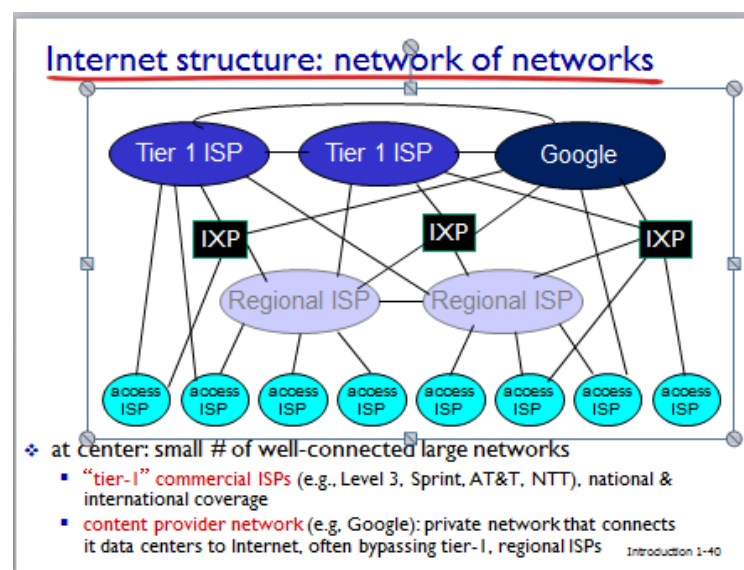 Internet structure: network of networks
Tier 1 ISP
Tier 1 ISP
Google
IXP
IXP
IXP
Regional ISP
Regional ISP
access
ISP
access
ISP
access
ISP
access
ISP
access
ISP
access
ISP
access
ISP
access
ISP
at center: small # of well-connected large networks
“tier-1” commercial ISPs (e.g., Level 3, Sprint, AT&T, NTT), national &
international coverage
content provider network (e.g, Google): private network that connects
it data centers to Internet, often bypassing tier-1, regional ISPs
Introduction 1-40